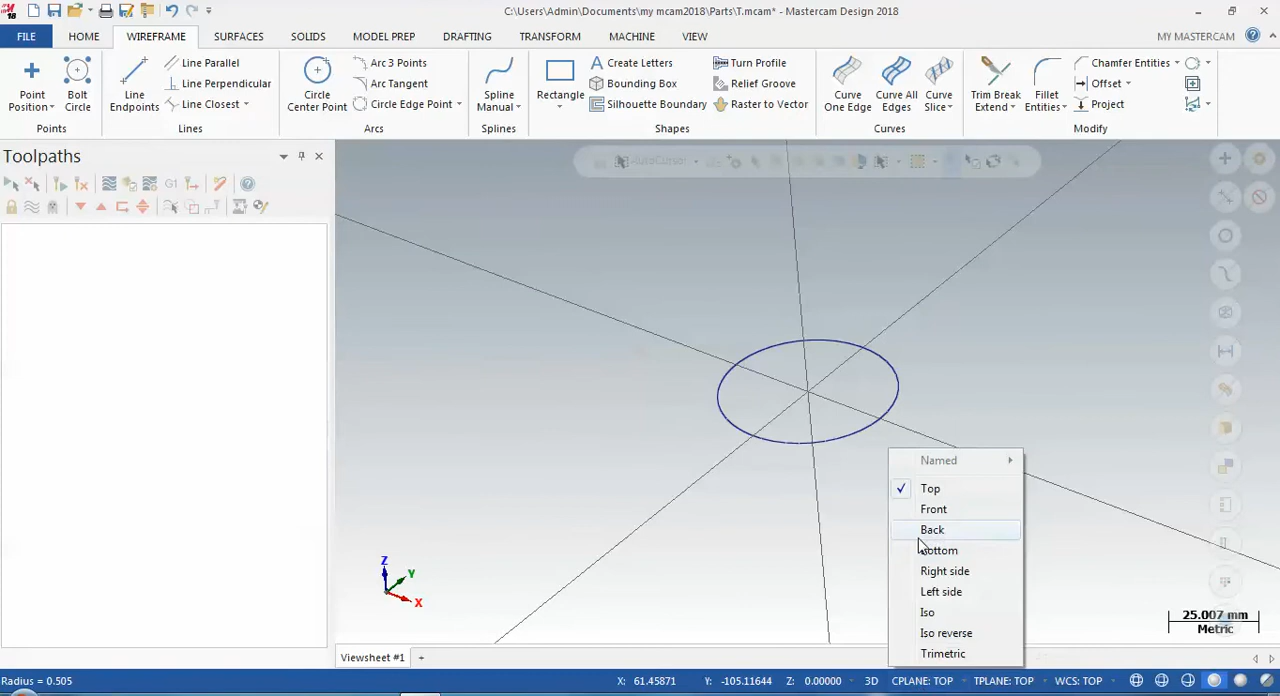 C:\Users\Admin\Documents\my mcam2018\Parts\T.mcam* - Mastercam Design 2018
FILE HOME WIREFRAME SURFACES SOLIDS MODEL PREP DRAFTING TRANSFORM MACHINE VIEW MY MASTERCAM
Point Position
Bolt Circle
Points
Line Endpoints
Line Parallel
Line Perpendicular
Line Closest
Lines
Circle Center Point
Arc 3 Points
Arc Tangent
Circle Edge Point
Arcs
Spline Manual
Splines
Rectangle
Create Letters
Bounding Box
Silhouette Boundary
Turn Profile
Relief Groove
Raster to Vector
Shapes
Curve One Edge
Curve All Edges
Curve Slice
Curves
Trim Break Extend
Fillet Entities
Chamfer Entities
Offset
Project
Modify
Toolpaths
G1
AutoCursor
Named
Top
Front
Back
Bottom
Right side
Left side
Iso
Iso reverse
Trimetric
Z
Y
X
25.007 mm
Metric
Viewsheet #1 +
Radius = 0.505 X: 61.45871 Y: -105.11644 Z: 0.00000 3D CPLANE: TOP TPLANE: TOP WCS: TOP